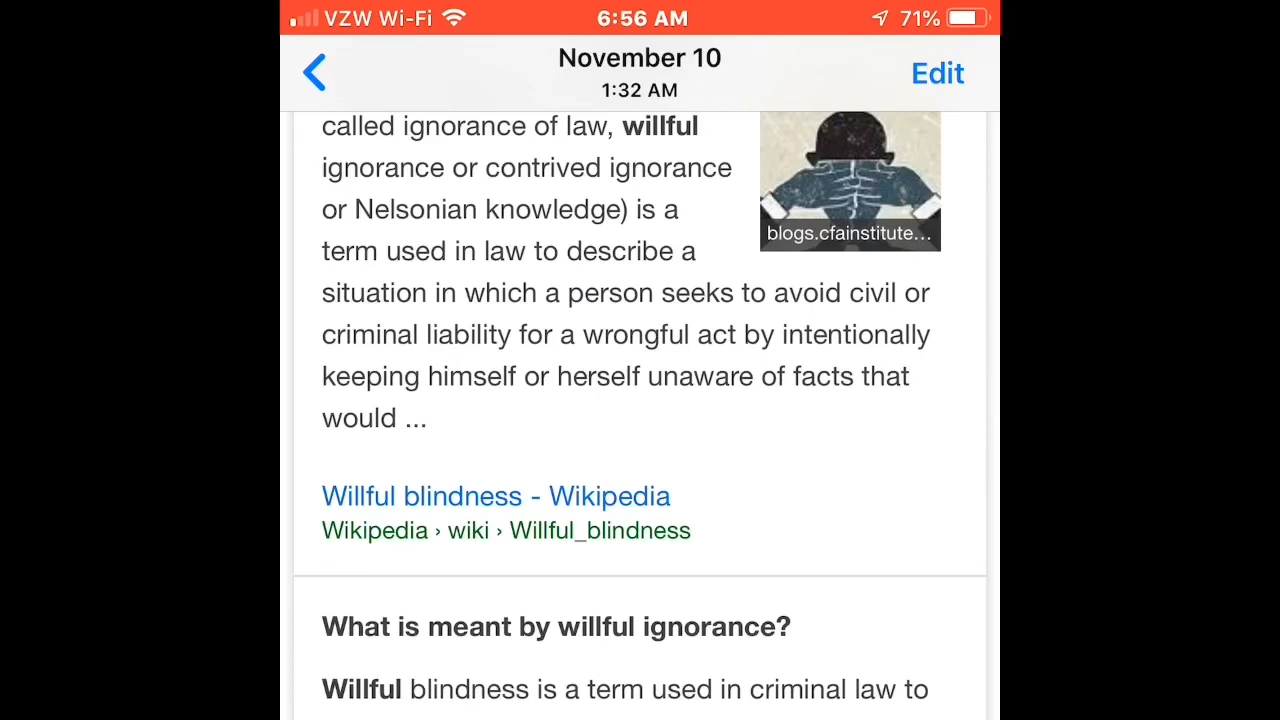 VZW Wi-Fi 6:56 AM 71%
November 10
1:32 AM
Edit
called ignorance of law, willful
ignorance or contrived ignorance
or Nelsonian knowledge) is a
term used in law to describe a
situation in which a person seeks to avoid civil or
criminal liability for a wrongful act by intentionally
keeping himself or herself unaware of facts that
would ...
blogs.cfainstitute...
Willful blindness - Wikipedia
Wikipedia › wiki › Willful_blindness
What is meant by willful ignorance?
Willful blindness is a term used in criminal law to